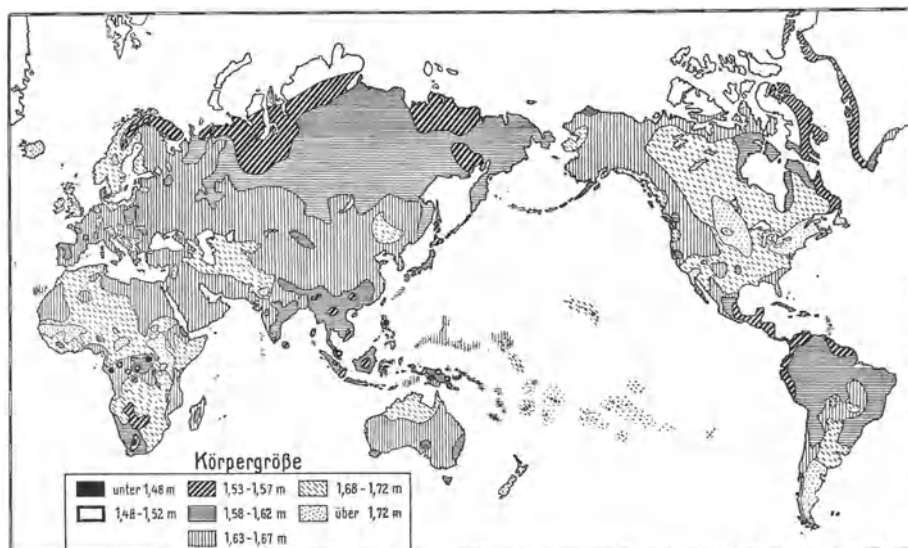 Körpergröße
unter 1,48 m 1,53-1,57 m 1,68-1,72 m
1,48-1,52 m 1,58-1,62 m über 1,72 m
1,63-1,67 m